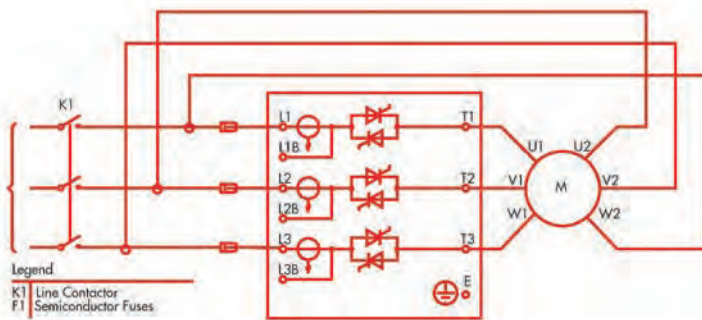 K1
L1
T1
L1B
U1 U2
L2
T2
V1 M V2
L2B
W1 W2
L3
T3
L3B
E
Legend
K1 Line Contactor
F1 Semiconductor Fuses